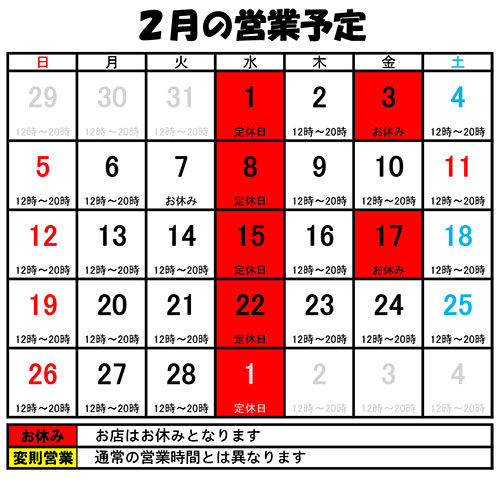 2月の営業予定
日 月 火 水 木 金 土
29 30 31 1 2 3 4
12時～20時 12時～20時 12時～20時 定休日 12時～20時 お休み 12時～20時
5 6 7 8 9 10 11
12時～20時 12時～20時 お休み 定休日 12時～20時 12時～20時 12時～20時
12 13 14 15 16 17 18
12時～20時 12時～20時 12時～20時 定休日 12時～20時 お休み 12時～20時
19 20 21 22 23 24 25
12時～20時 12時～20時 12時～20時 定休日 12時～20時 12時～20時 12時～20時
26 27 28 1 2 3 4
12時～20時 12時～20時 12時～20時 定休日 12時～20時 12時～20時 12時～20時
お休み お店はお休みとなります
変則営業 通常の営業時間とは異なります